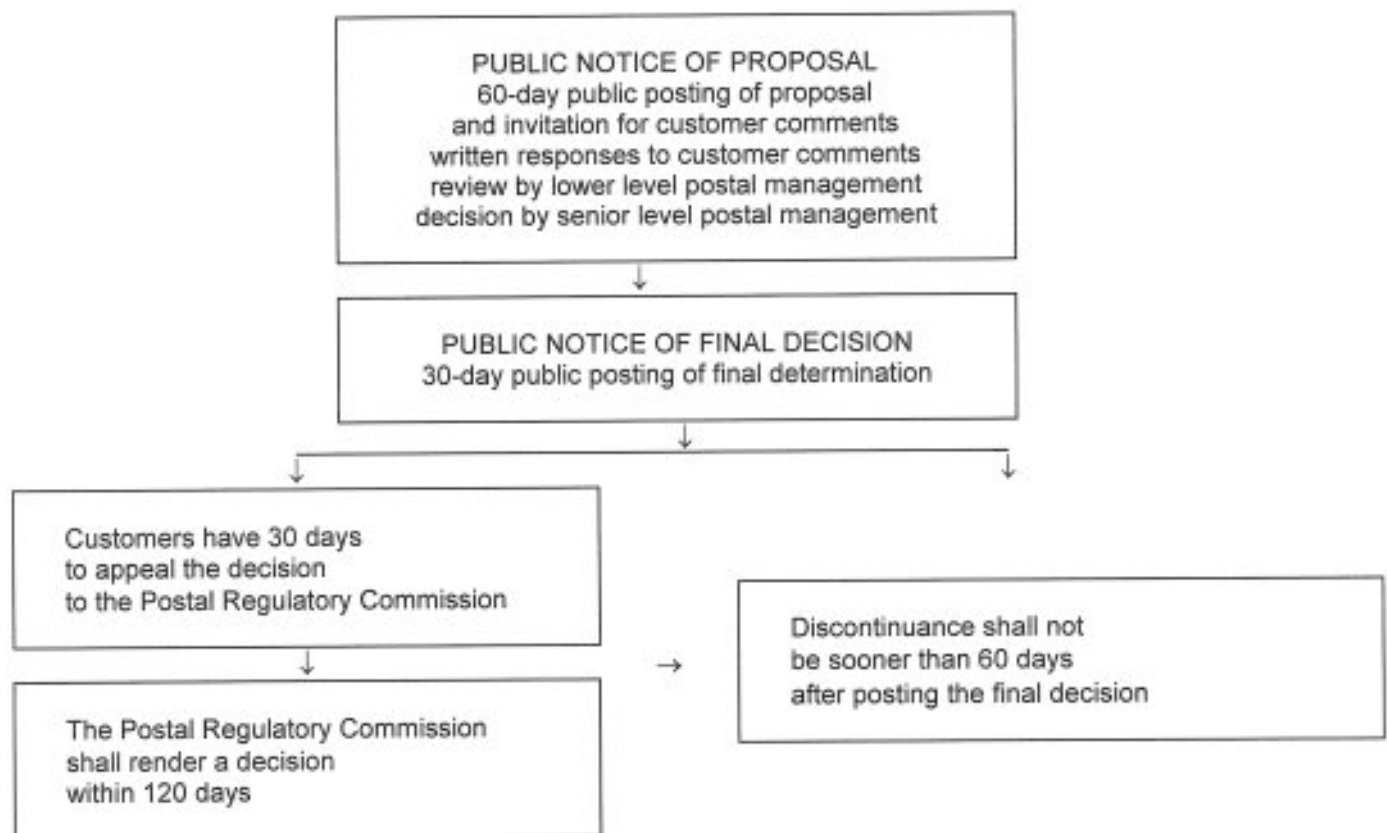 PUBLIC NOTICE OF PROPOSAL
60-day public posting of proposal
and invitation for customer comments
written responses to customer comments
review by lower level postal management
decision by senior level postal management
PUBLIC NOTICE OF FINAL DECISION
30-day public posting of final determination
Customers have 30 days
to appeal the decision
to the Postal Regulatory Commission
The Postal Regulatory Commission
shall render a decision
within 120 days
Discontinuance shall not
be sooner than 60 days
after posting the final decision